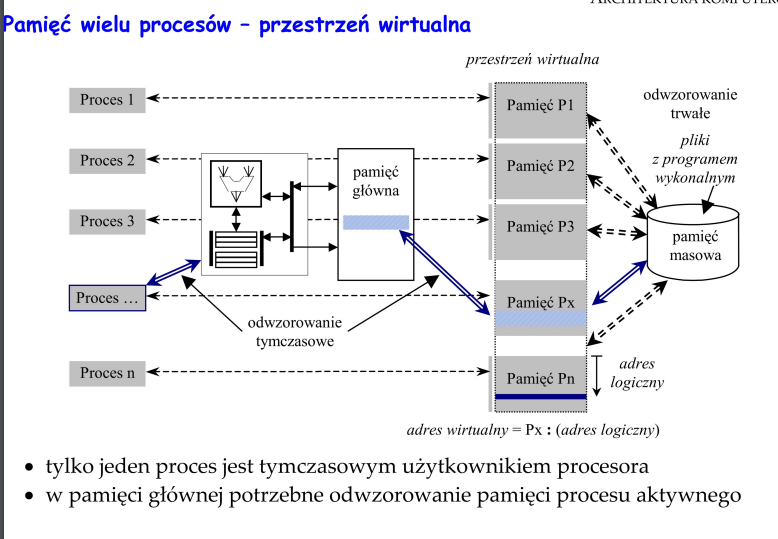 Pamięć wielu procesów – przestrzeń wirtualna
przestrzeń wirtualna
Proces 1
Pamięć P1
odwzorowanie
trwałe
pliki
z programem
wykonalnym
Proces 2
pamięć
główna
Pamięć P2
Proces 3
Pamięć P3
pamięć
masowa
Proces …
Pamięć Px
odwzorowanie
tymczasowe
Proces n
Pamięć Pn
adres
logiczny
adres wirtualny = Px : (adres logiczny)
• tylko jeden proces jest tymczasowym użytkownikiem procesora
• w pamięci głównej potrzebne odwzorowanie pamięci procesu aktywnego